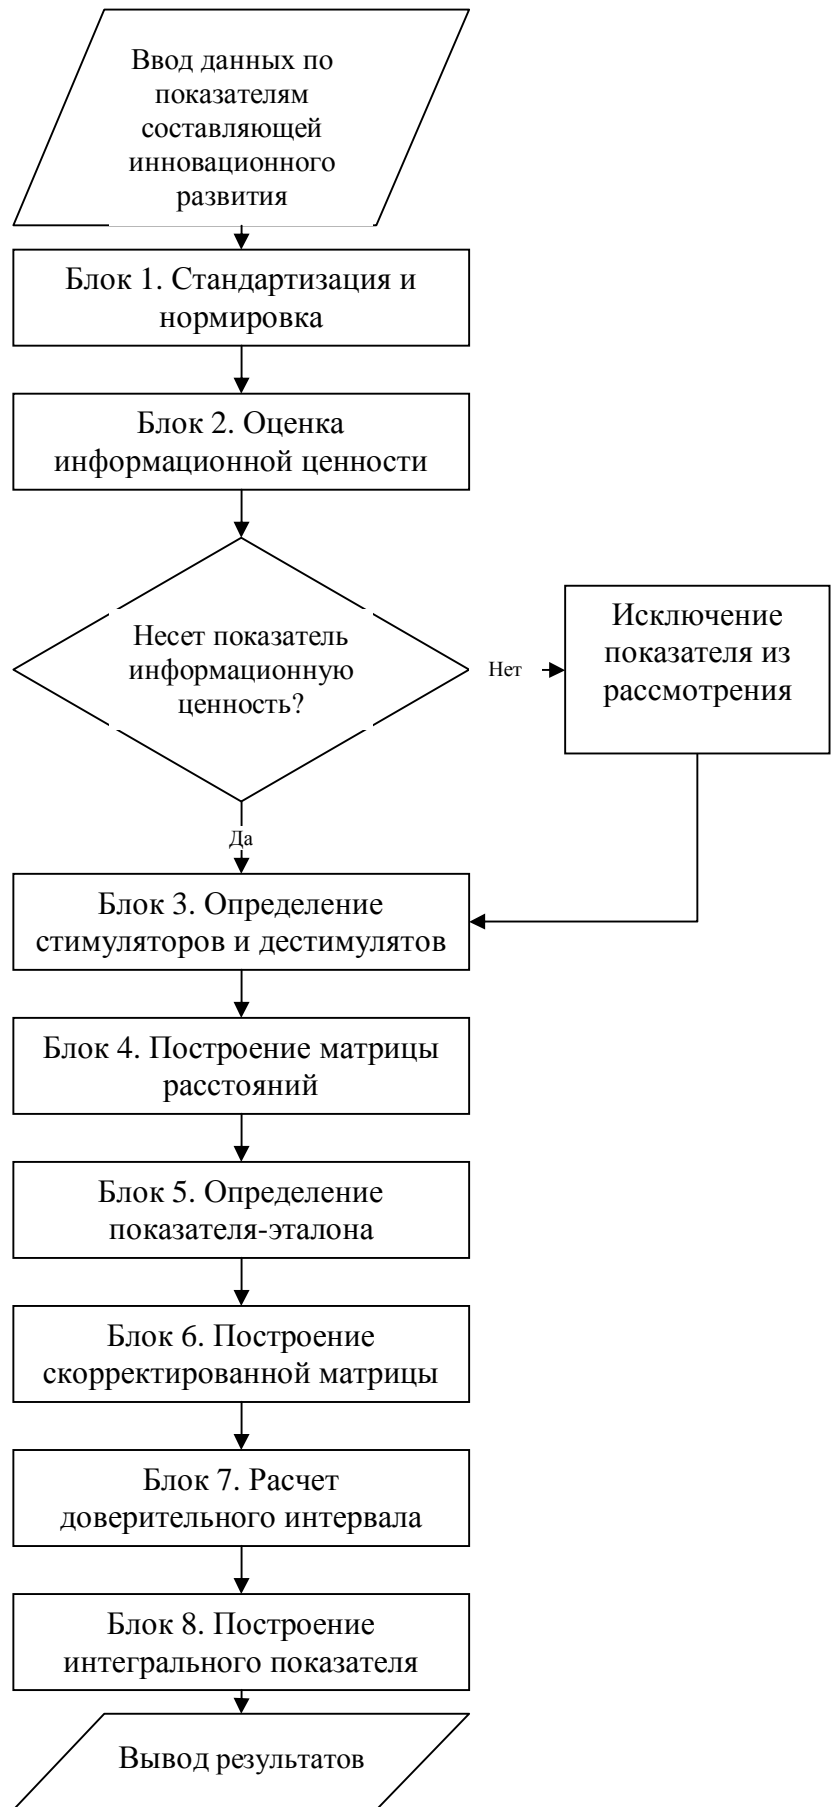 Ввод данных по
показателям
составляющей
инновационного
развития
Блок 1. Стандартизация и
нормировка
Блок 2. Оценка
информационной ценности
Несет показатель
информационную
ценность?
Нет
Исключение
показателя из
рассмотрения
Да
Блок 3. Определение
стимуляторов и дестимулятов
Блок 4. Построение матрицы
расстояний
Блок 5. Определение
показателя-эталона
Блок 6. Построение
скорректированной матрицы
Блок 7. Расчет
доверительного интервала
Блок 8. Построение
интегрального показателя
Вывод результатов